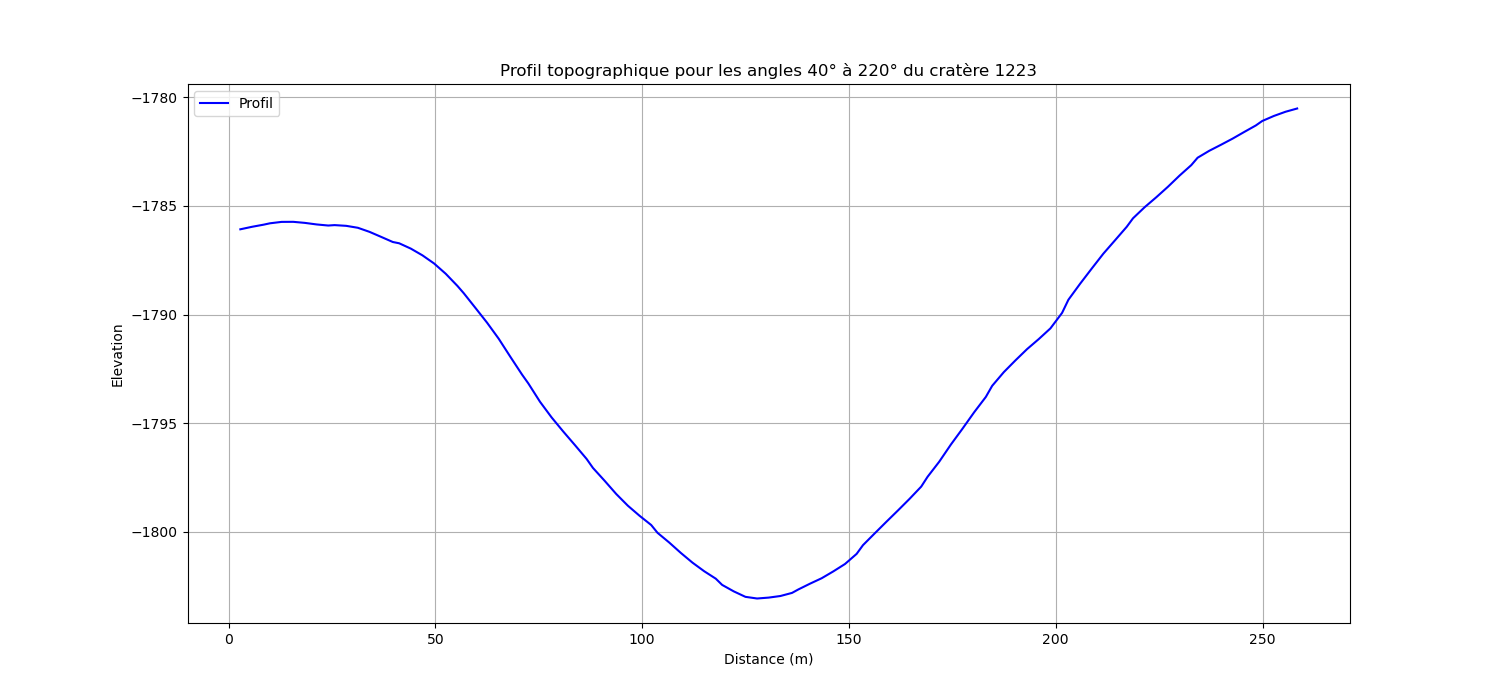 Profil topographique pour les angles 40° à 220° du cratère 1223
Profil
−1780
−1785
−1790
−1795
−1800
Elevation
0 50 100 150 200 250
Distance (m)